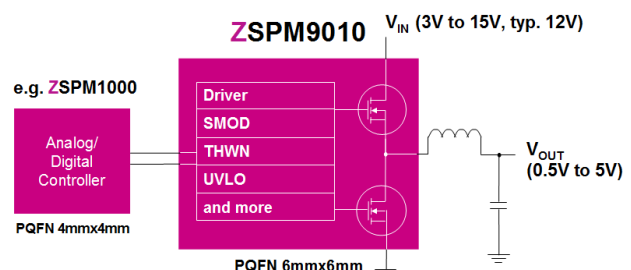 ZSPM9010
VIN (3V to 15V, typ. 12V)
e.g. ZSPM1000
Driver
SMOD
THWN
UVLO
and more
Analog/
Digital
Controller
VOUT
(0.5V to 5V)
PQFN 4mmx4mm
PQFN 6mmx6mm